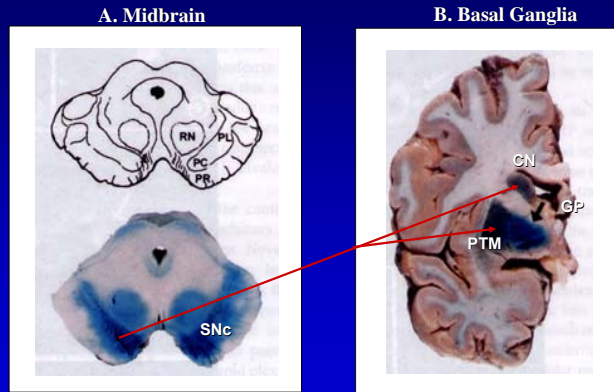 A. Midbrain
B. Basal Ganglia
RN
PL
PC
PR
SNc
CN
GP
PTM